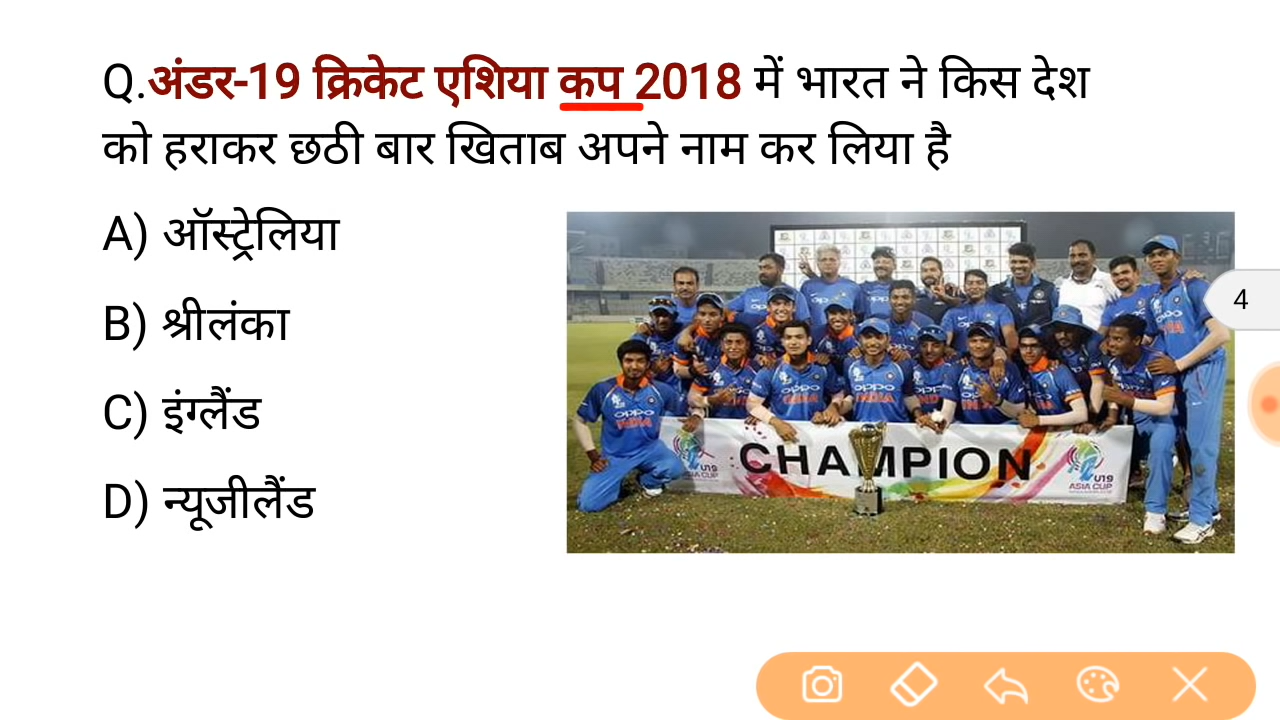 Q.अंडर-19 क्रिकेट एशिया कप 2018 में भारत ने किस देश
को हराकर छठी बार खिताब अपने नाम कर लिया है
A) ऑस्ट्रेलिया
B) श्रीलंका
C) इंग्लैंड
D) न्यूजीलैंड
4
CHAMPION
U19
ASIA CUP
U19
ASIA CUP
oppo
INDIA